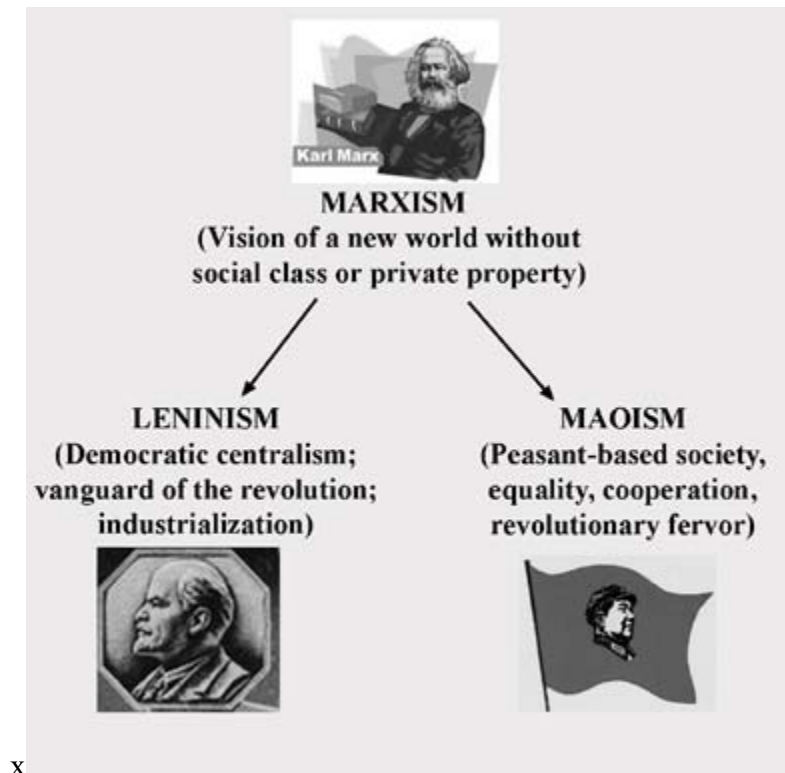 Karl Marx
MARXISM
(Vision of a new world without
social class or private property)
LENINISM
(Democratic centralism;
vanguard of the revolution;
industrialization)
MAOISM
(Peasant-based society,
equality, cooperation,
revolutionary fervor)
x